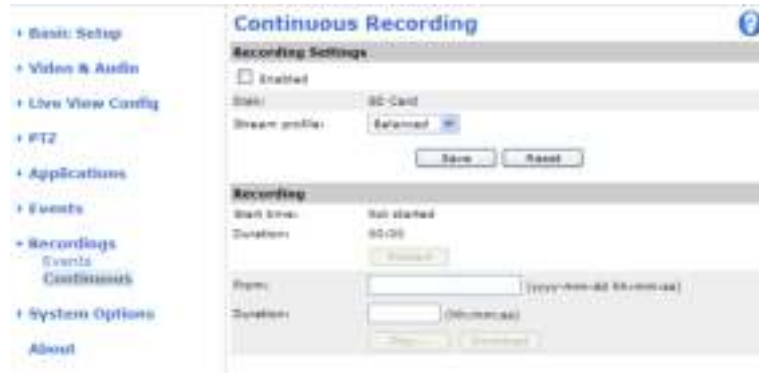 Basic Setup
Video & Audio
Live View Config
PTZ
Applications
Events
Recordings
Events
Continuous
System Options
About
Continuous Recording
Recording Settings
Enabled
Disk: SD Card
Stream profile: Balanced
Save Reset
Recording
Start time: Not started
Duration: 00:00
From: (yyyy-mm-dd hh:mm:ss)
Duration: (hh:mm:ss)
Play... Download